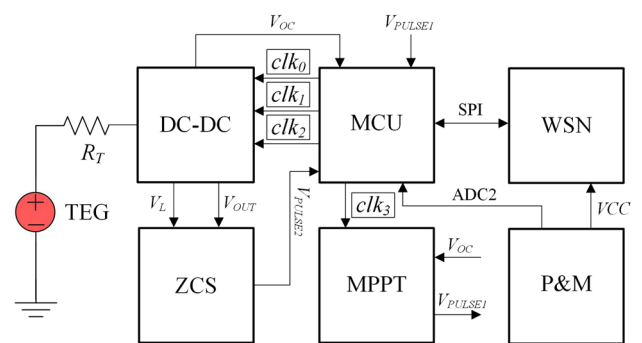 V_OC
V_PULSE1
clk_0
clk_1
clk_2
DC-DC
MCU
SPI
WSN
R_T
TEG
V_L
V_OUT
V_PULSE2
clk_3
ADC2
VCC
ZCS
MPPT
V_OC
V_PULSE1
P&M